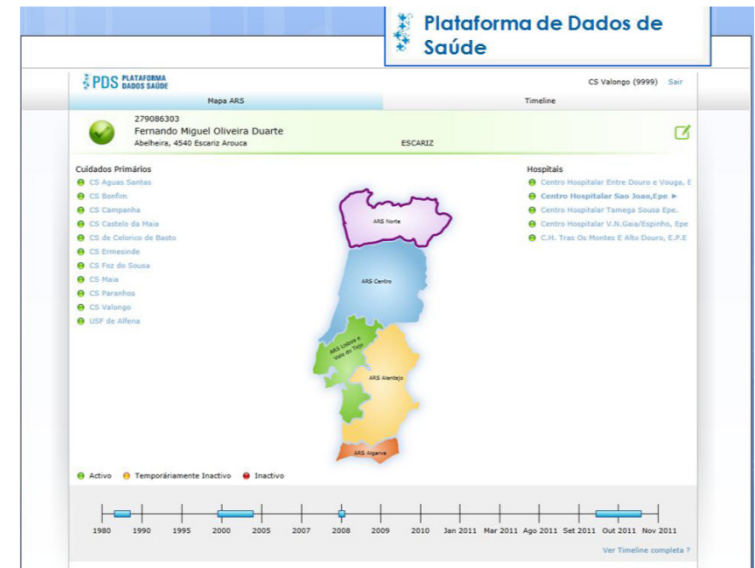 Plataforma de Dados de
Saúde
PDS PLATAFORMA
DADOS SAÚDE
CS Valongo (9999) Sair
Mapa ARS Timeline
279086303
Fernando Miguel Oliveira Duarte
Abelheira, 4540 Escariz Arouca ESCARIZ
Cuidados Primários
CS Aguas Santas
CS Bonfim
CS Campanha
CS Castelo da Maia
CS de Celorico de Basto
CS Ermesinde
CS Foz do Sousa
CS Maia
CS Paranhos
CS Valongo
USF de Alfena
ARS Norte
ARS Centro
ARS Lisboa e
Vale do Tejo
ARS Alentejo
ARS Algarve
Hospitais
Centro Hospitalar Entre Douro e Vouga, E
Centro Hospitalar Sao Joao,Epe
Centro Hospitalar Tamega Sousa Epe.
Centro Hospitalar V.N.Gaia/Espinho, Epe
C.H. Tras Os Montes E Alto Douro, E.P.E
Activo Temporáriamente Inactivo Inactivo
1980 1990 1995 2000 2005 2007 2008 2009 2010 Jan 2011 Mar 2011 Ago 2011 Set 2011 Out 2011 Nov 2011
Ver Timeline completa ?